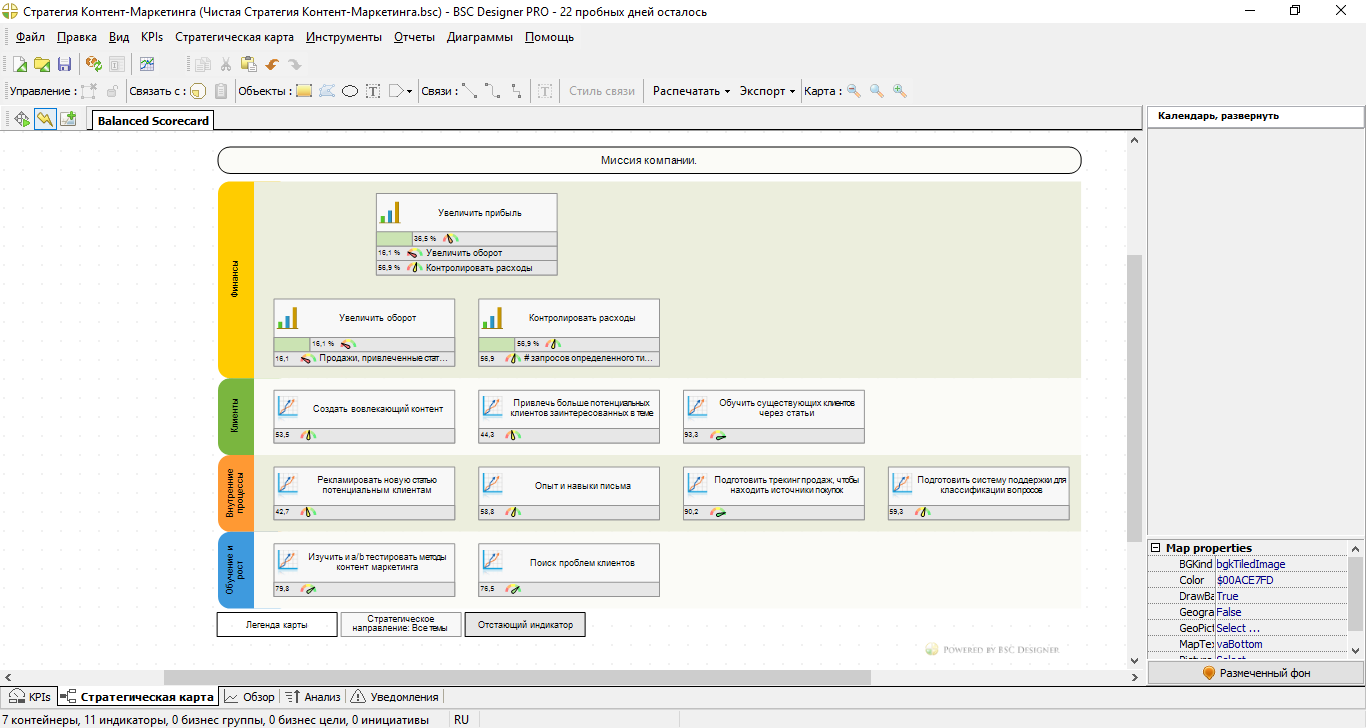 Стратегия Контент-Маркетинга (Чистая Стратегия Контент-Маркетинга.bsc) - BSC Designer PRO - 22 пробных дней осталось
Файл Правка Вид KPIs Стратегическая карта Инструменты Отчеты Диаграммы Помощь
Управление : Связать с : Объекты : T Связи : T Стиль связи Распечатать Экспорт Карта :
Balanced Scorecard
Календарь, развернуть
Миссия компании.
Финансы
Увеличить прибыль
36,5 %
16,1 % Увеличить оборот
56,9 % Контролировать расходы
Увеличить оборот
16,1 %
16,1 Продажи, привлеченные стат...
Контролировать расходы
56,9 %
56,9 # запросов определенного ти...
Клиенты
Создать вовлекающий контент
53,5
Привлечь больше потенциальных
клиентов заинтересованных в теме
44,3
Обучить существующих клиентов
через статьи
93,3
Внутренние
процессы
Рекламировать новую статью
потенциальным клиентам
42,7
Опыт и навыки письма
58,8
Подготовить трекинг продаж, чтобы
находить источники покупок
90,2
Подготовить систему поддержки для
классификации вопросов
59,3
Обучение и
рост
Изучить и a/b тестировать методы
контент маркетинга
79,8
Поиск проблем клиентов
76,5
Легенда карты
Стратегическое
направление: Все темы
Отстающий индикатор
Powered by BSC Designer
Map properties
BGKind bgkTiledImage
Color $00ACE7FD
DrawBa True
Geogra False
GeoPict Select ...
MapTex vaBottom
Размеченный фон
KPIs Стратегическая карта Обзор Анализ Уведомления
7 контейнеры, 11 индикаторы, 0 бизнес группы, 0 бизнес цели, 0 инициативы RU